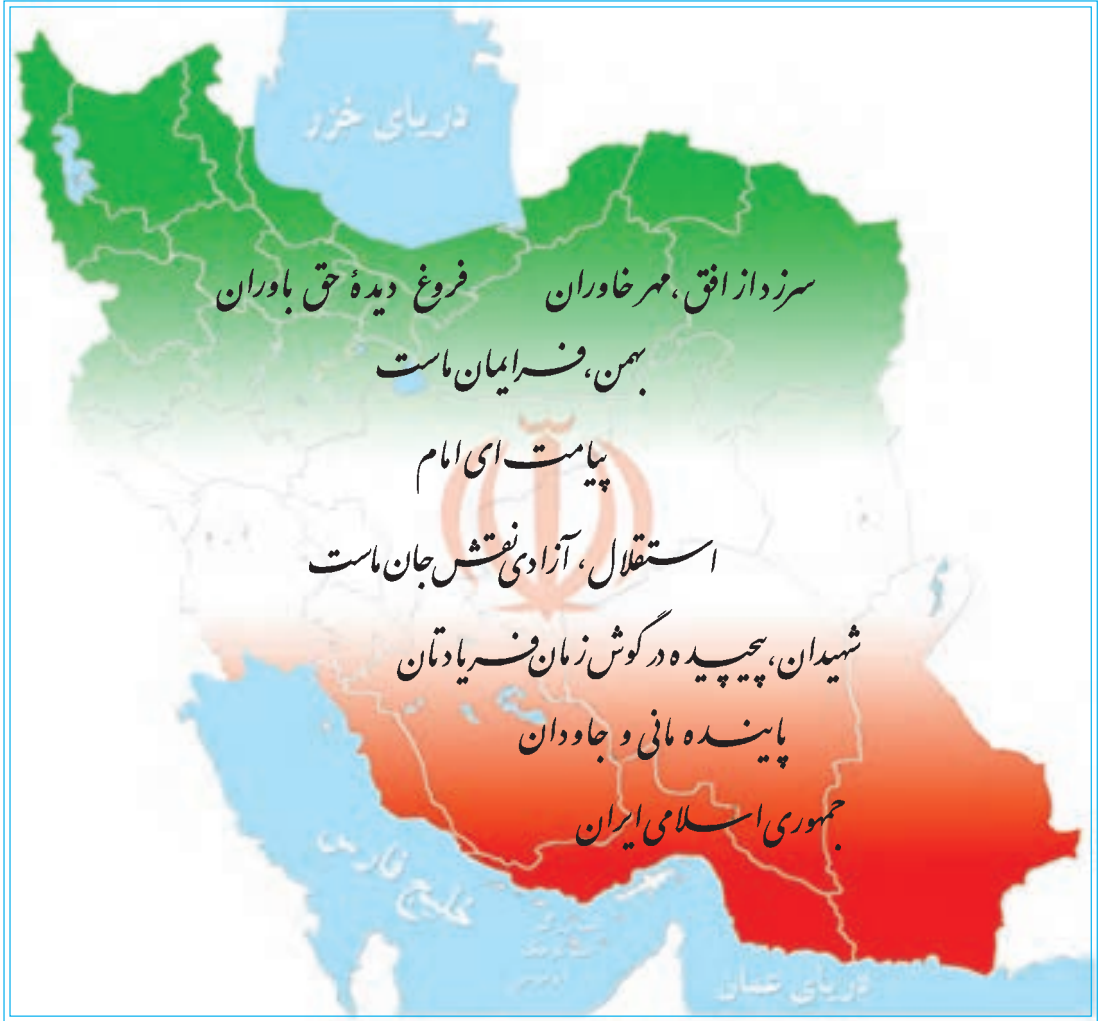 دریای خزر
سرزد از افق، مهر خاوران فروغ دیدهٔ حق باوران
بهمن، فر ایمان ماست
پیامت ای امام
استقلال، آزادی نقش جان ماست
شهیدان، پیچیده در گوش زمان فریادتان
پاینده مانی و جاودان
جمهوری اسلامی ایران
خلیج فارس
دریای عمان